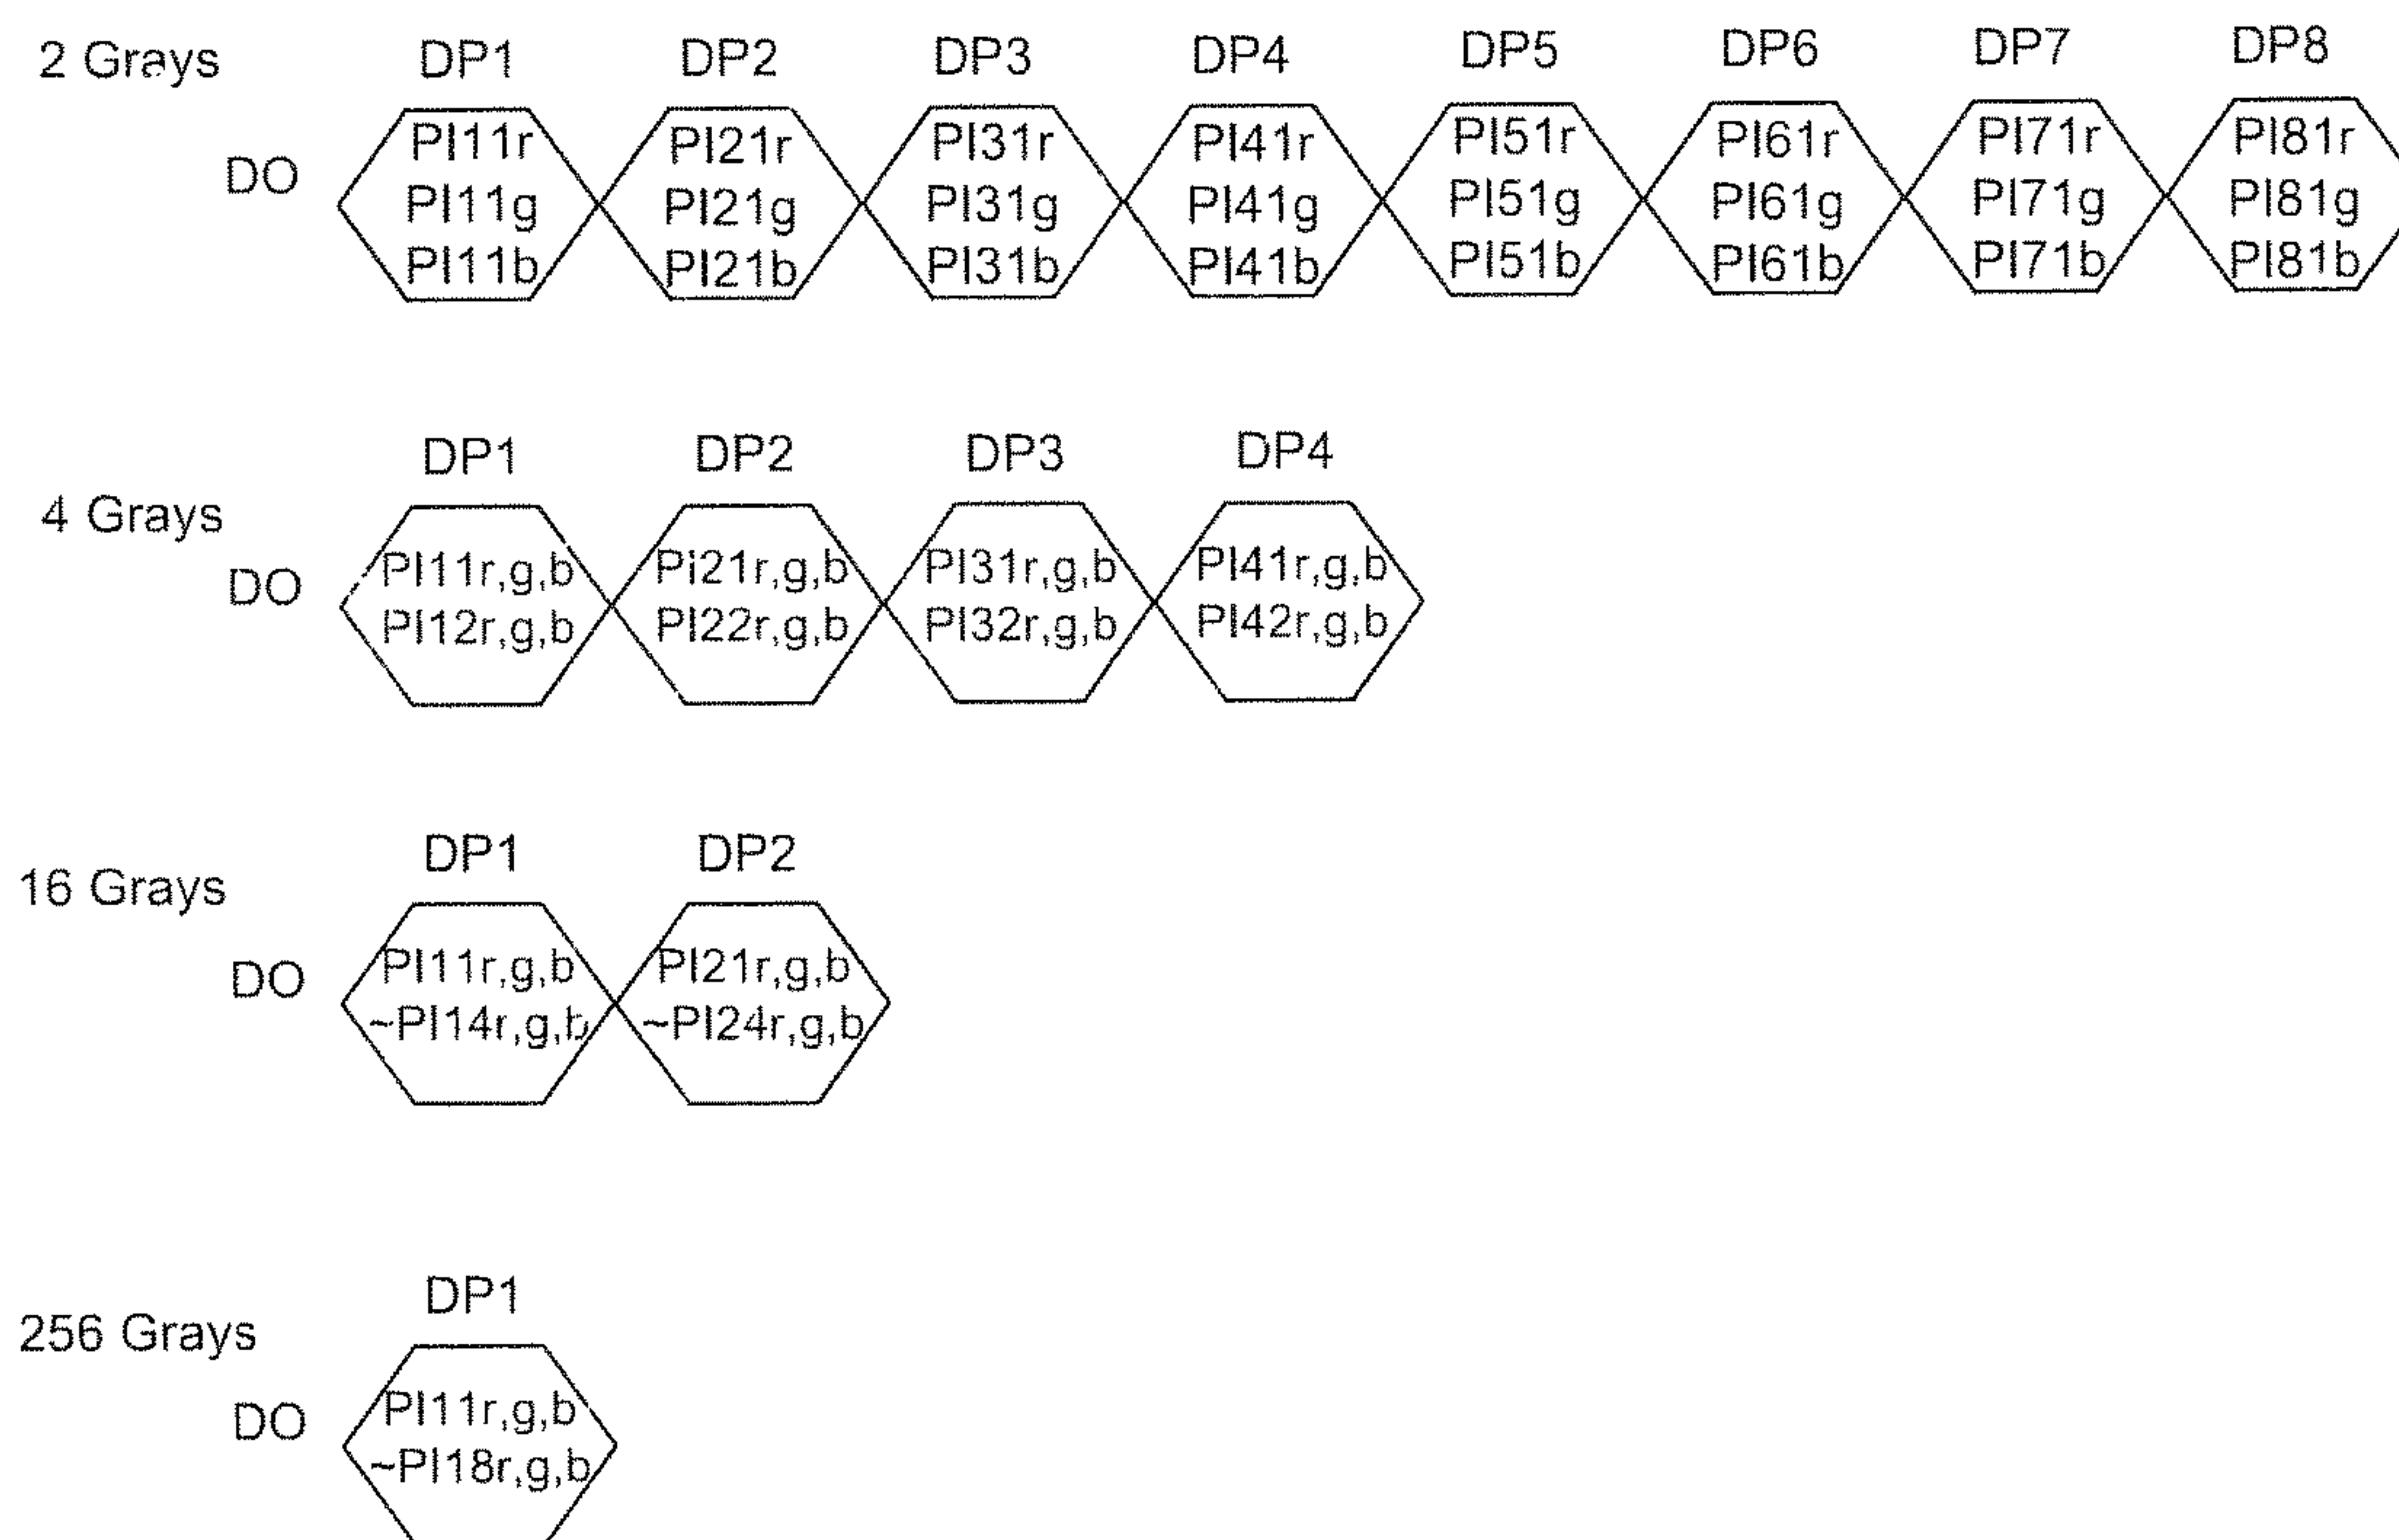 2 Grays DP1 DP2 DP3 DP4 DP5 DP6 DP7 DP8
DO
PI11r PI21r PI31r PI41r PI51r PI61r PI71r PI81r
PI11g PI21g PI31g PI41g PI51g PI61g PI71g PI81g
PI11b PI21b PI31b PI41b PI51b PI61b PI71b PI81b
DP1 DP2 DP3 DP4
4 Grays
DO
PI11r,g,b Pi21r,g,b PI31r,g,b PI41r,g,b
PI12r,g,b PI22r,g,b PI32r,g,b PI42r,g,b
DP1 DP2
16 Grays
DO
PI11r,g,b PI21r,g,b
~PI14r,g,b ~PI24r,g,b
DP1
256 Grays
DO
PI11r,g,b
~PI18r,g,b